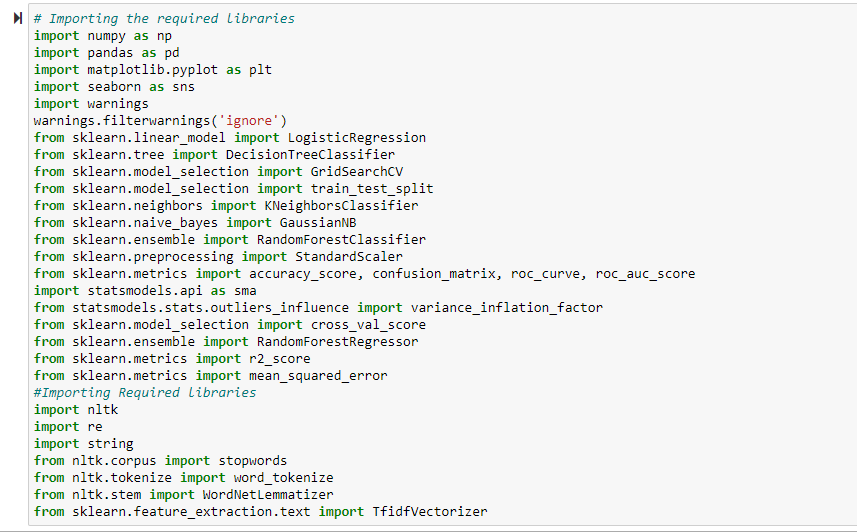 # Importing the required libraries
import numpy as np
import pandas as pd
import matplotlib.pyplot as plt
import seaborn as sns
import warnings
warnings.filterwarnings('ignore')
from sklearn.linear_model import LogisticRegression
from sklearn.tree import DecisionTreeClassifier
from sklearn.model_selection import GridSearchCV
from sklearn.model_selection import train_test_split
from sklearn.neighbors import KNeighborsClassifier
from sklearn.naive_bayes import GaussianNB
from sklearn.ensemble import RandomForestClassifier
from sklearn.preprocessing import StandardScaler
from sklearn.metrics import accuracy_score, confusion_matrix, roc_curve, roc_auc_score
import statsmodels.api as sma
from statsmodels.stats.outliers_influence import variance_inflation_factor
from sklearn.model_selection import cross_val_score
from sklearn.ensemble import RandomForestRegressor
from sklearn.metrics import r2_score
from sklearn.metrics import mean_squared_error
#Importing Required libraries
import nltk
import re
import string
from nltk.corpus import stopwords
from nltk.tokenize import word_tokenize
from nltk.stem import WordNetLemmatizer
from sklearn.feature_extraction.text import TfidfVectorizer